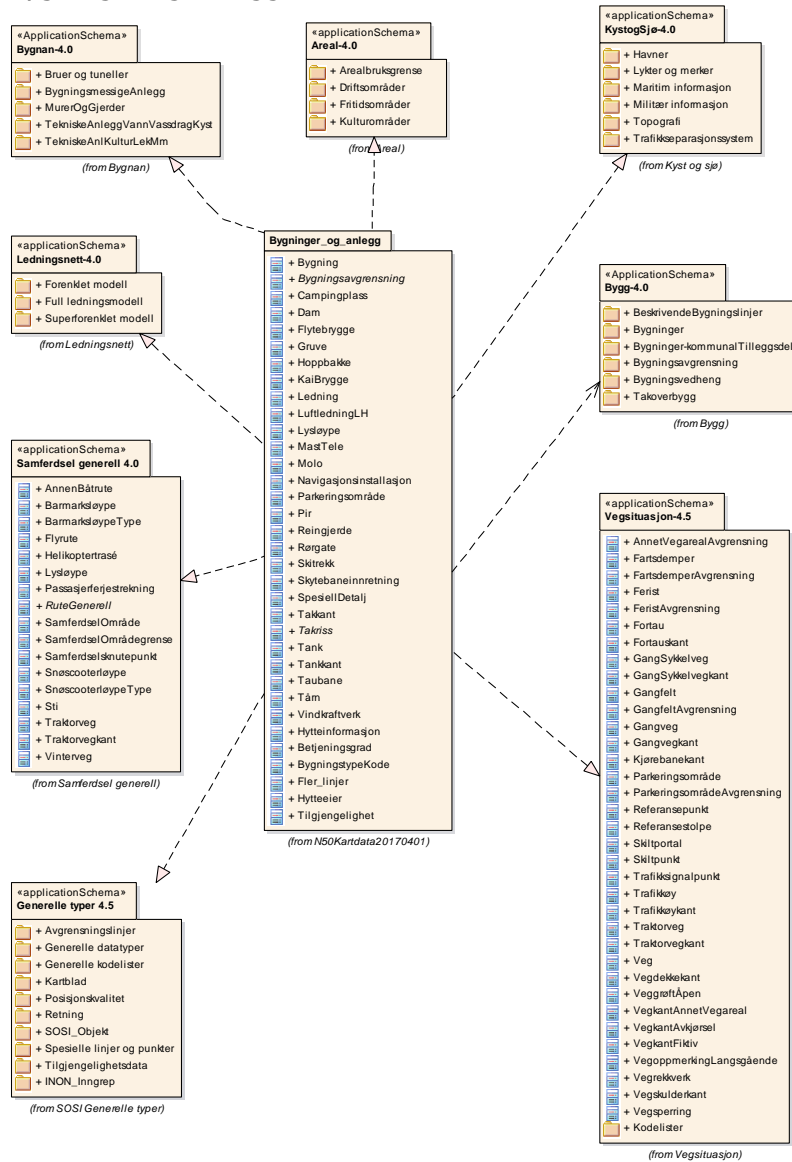 «ApplicationSchema»
Bygnan-4.0
+ Bruer og tuneller
+ BygningsmessigeAnlegg
+ MurerOgGjerder
+ TekniskeAnleggVannVassdragKyst
+ TekniskeAnlKulturLekMm
(from Bygnan)
«ApplicationSchema»
Areal-4.0
+ Arealbruksgrense
+ Driftsområder
+ Fritidsområder
+ Kulturområder
(from Areal)
«ApplicationSchema»
KystogSjø-4.0
+ Havner
+ Lykter og merker
+ Maritim informasjon
+ Militær informasjon
+ Topografi
+ Trafikkseparasjonssystem
(from Kyst og sjø)
«applicationSchema»
Ledningsnett-4.0
+ Forenklet modell
+ Full ledningsmodell
+ Superforenklet modell
(from Ledningsnett)
Bygninger_og_anlegg
+ Bygning
+ Bygningsavgrensning
+ Campingplass
+ Dam
+ Flytebrygge
+ Gruve
+ Hoppbakke
+ KaiBrygge
+ Ledning
+ LuftledningLH
+ Lysløype
+ MastTele
+ Molo
+ Navigasjonsinstallasjon
+ Parkeringsområde
+ Pir
+ Reingjerde
+ Rørgate
+ Skitrekk
+ Skytebaneinnretning
+ SpesiellDetalj
+ Takkant
+ Takriss
+ Tank
+ Tankkant
+ Taubane
+ Tårn
+ Vindkraftverk
+ Hytteinformasjon
+ Betjeningsgrad
+ BygningstypeKode
+ Fler_linjer
+ Hytteeier
+ Tilgjengelighet
(from N50Kartdata20170401)
«ApplicationSchema»
Bygg-4.0
+ BeskrivendeBygningslinjer
+ Bygninger
+ Bygninger-kommunalTilleggsdel
+ Bygningsavgrensning
+ Bygningsvedheng
+ Takoverbygg
(from Bygg)
«applicationSchema»
Samferdsel generell 4.0
+ AnnenBåtrute
+ Barmarksløype
+ BarmarksløypeType
+ Flyrute
+ Helikoptertrasé
+ Lysløype
+ Passasjerferjestrekning
+ RuteGenerell
+ SamferdselOmråde
+ SamferdselOmrådegrense
+ Samferdselsknutepunkt
+ Snøscooterløype
+ SnøscooterløypeType
+ Sti
+ Traktorveg
+ Traktorvegkant
+ Vinterveg
(from Samferdsel generell)
«applicationSchema»
Vegsituasjon-4.5
+ AnnetVegarealAvgrensning
+ Fartsdemper
+ FartsdemperAvgrensning
+ Ferist
+ FeristAvgrensning
+ Fortau
+ Fortauskant
+ GangSykkelveg
+ GangSykkelvegkant
+ Gangfelt
+ GangfeltAvgrensning
+ Gangveg
+ Gangvegkant
+ Kjørebanekant
+ Parkeringsområde
+ ParkeringsområdeAvgrensning
+ Referansepunkt
+ Referansestolpe
+ Skiltportal
+ Skiltpunkt
+ Trafikksignalpunkt
+ Trafikkøy
+ Trafikkøykant
+ Traktorveg
+ Traktorvegkant
+ Veg
+ Vegdekkekant
+ VeggrøftÅpen
+ VegkantAnnetVegareal
+ VegkantAvkjørsel
+ VegkantFiktiv
+ VegoppmerkingLangsgående
+ Vegrekkverk
+ Vegskulderkant
+ Vegsperring
+ Kodelister
(from Vegsituasjon)
«applicationSchema»
Generelle typer 4.5
+ Avgrensningslinjer
+ Generelle datatyper
+ Generelle kodelister
+ Kartblad
+ Posisjonskvalitet
+ Retning
+ SOSI_Objekt
+ Spesielle linjer og punkter
+ Tilgjengelighetsdata
+ INON_Inngrep
(from SOSI Generelle typer)